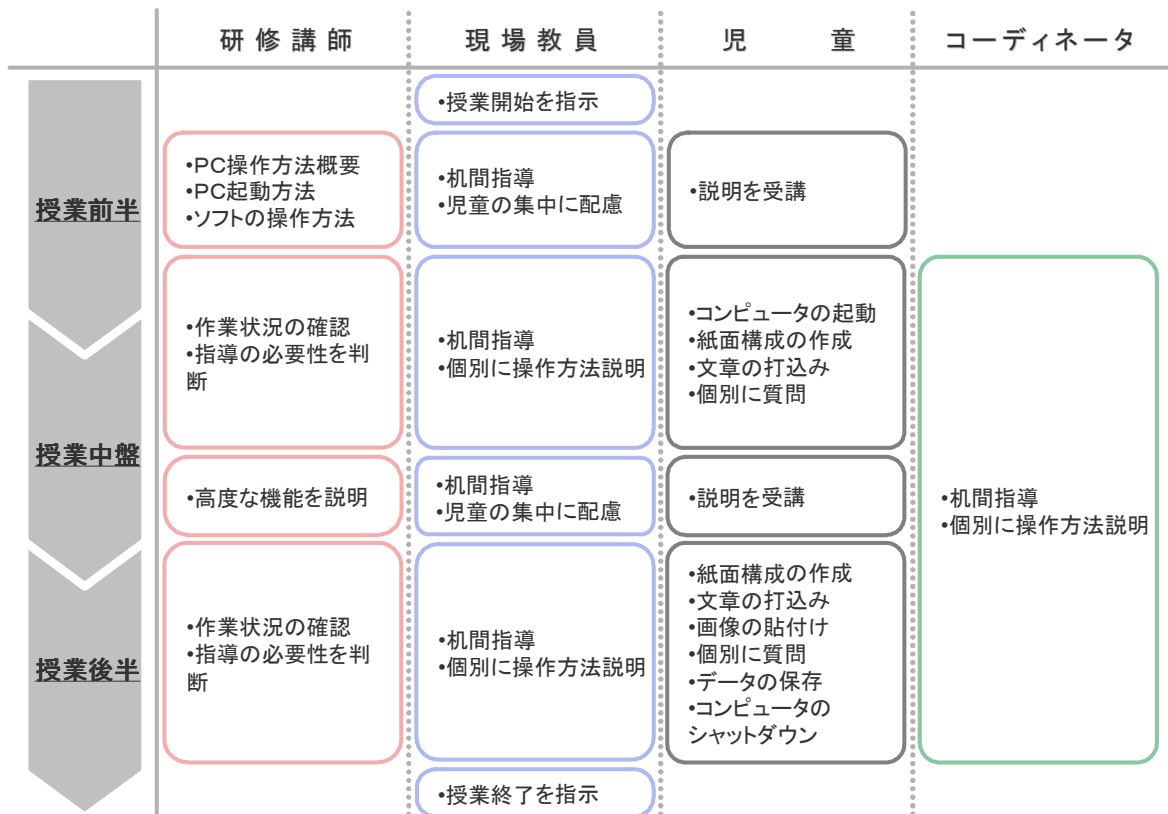 研修講師 現場教員 児童 コーディネータ
•授業開始を指示
授業前半
•PC操作方法概要
•PC起動方法
•ソフトの操作方法
•机間指導
•児童の集中に配慮
•説明を受講
•作業状況の確認
•指導の必要性を判
断
•机間指導
•個別に操作方法説明
•コンピュータの起動
•紙面構成の作成
•文章の打込み
•個別に質問
授業中盤
•高度な機能を説明
•机間指導
•児童の集中に配慮
•説明を受講
•机間指導
•個別に操作方法説明
授業後半
•作業状況の確認
•指導の必要性を判
断
•机間指導
•個別に操作方法説明
•紙面構成の作成
•文章の打込み
•画像の貼付け
•個別に質問
•データの保存
•コンピュータの
シャットダウン
•授業終了を指示